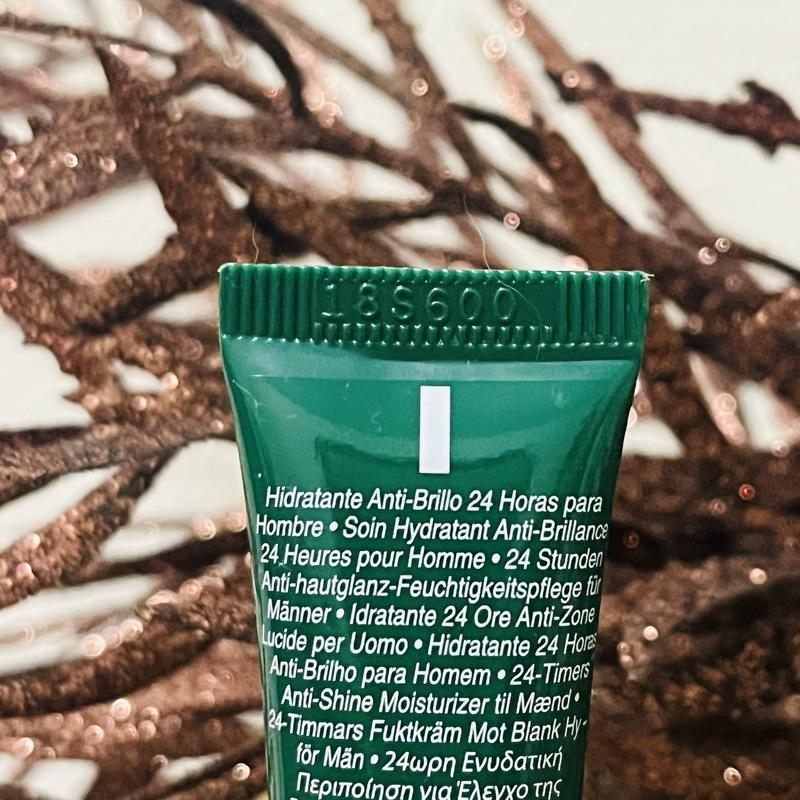 18S600
Hidratante Anti-Brillo 24 Horas para
Hombre • Soin Hydratant Anti-Brillance
24 Heures pour Homme • 24 Stunden
Anti-hautglanz-Feuchtigkeitspflege für
Männer • Idratante 24 Ore Anti-Zone
Lucide per Uomo • Hidratante 24 Horas
Anti-Brilho para Homem • 24-Timers
Anti-Shine Moisturizer til Mænd •
24-Timmars Fuktkräm Mot Blank Hy-
för Män • 24ωρη Ενυδατική
Περιποίηση για Έλεγχο της